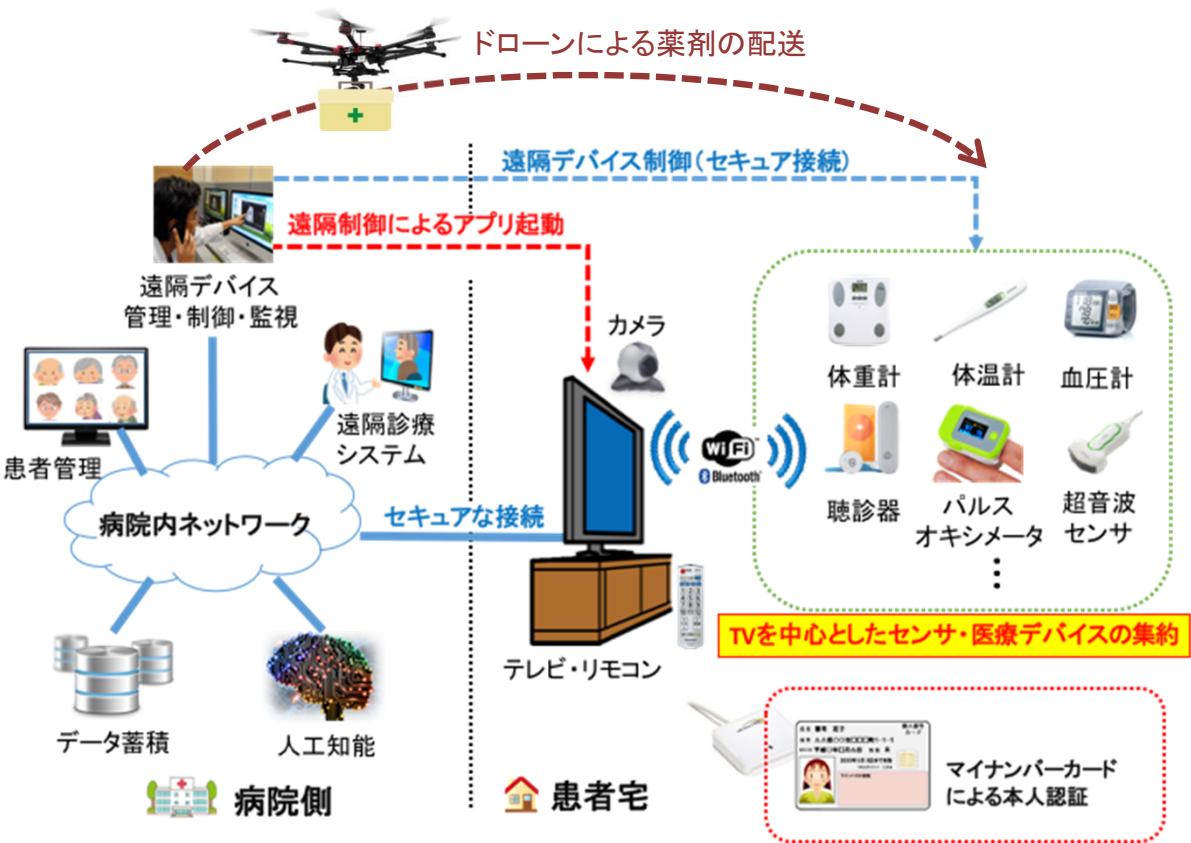 ドローンによる薬剤の配送
遠隔デバイス制御（セキュア接続）
遠隔制御によるアプリ起動
遠隔デバイス
管理・制御・監視
カメラ
体重計
体温計
血圧計
患者管理
遠隔診療
システム
WiFi
Bluetooth
聴診器
パルス
オキシメータ
超音波
センサ
病院内ネットワーク
セキュアな接続
TVを中心としたセンサ・医療デバイスの集約
テレビ・リモコン
データ蓄積
人工知能
マイナンバーカード
による本人認証
病院側
患者宅